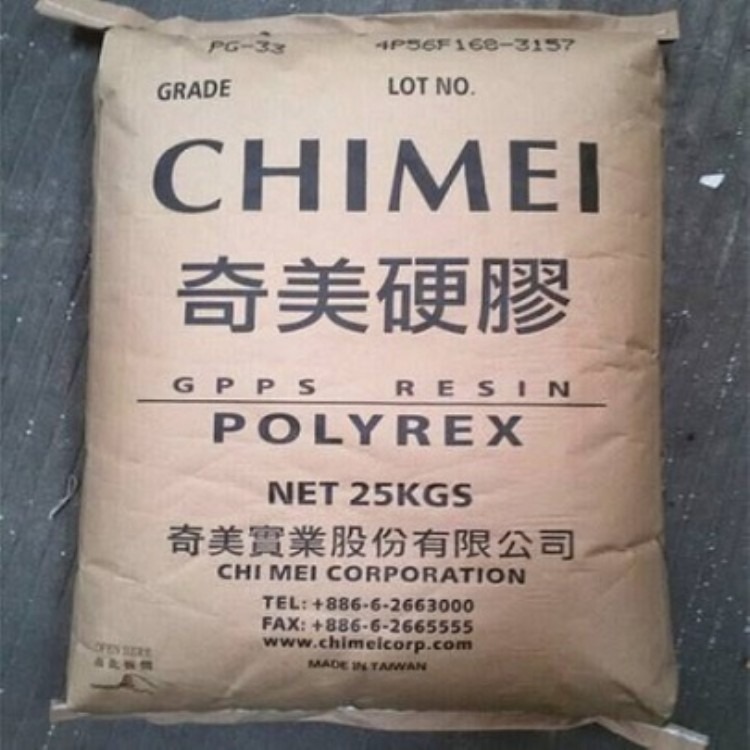 PG-33 4P56F168-3157
GRADE LOT NO.
CHIMEI
奇美硬膠
GPPS RESIN
POLYREX
NET 25KGS
奇美實業股份有限公司
CHI MEI CORPORATION
TEL: +886-6-2663000
FAX: +886-6-2665555
www.chimeicorp.com
MADE IN TAIWAN
OPEN HERE